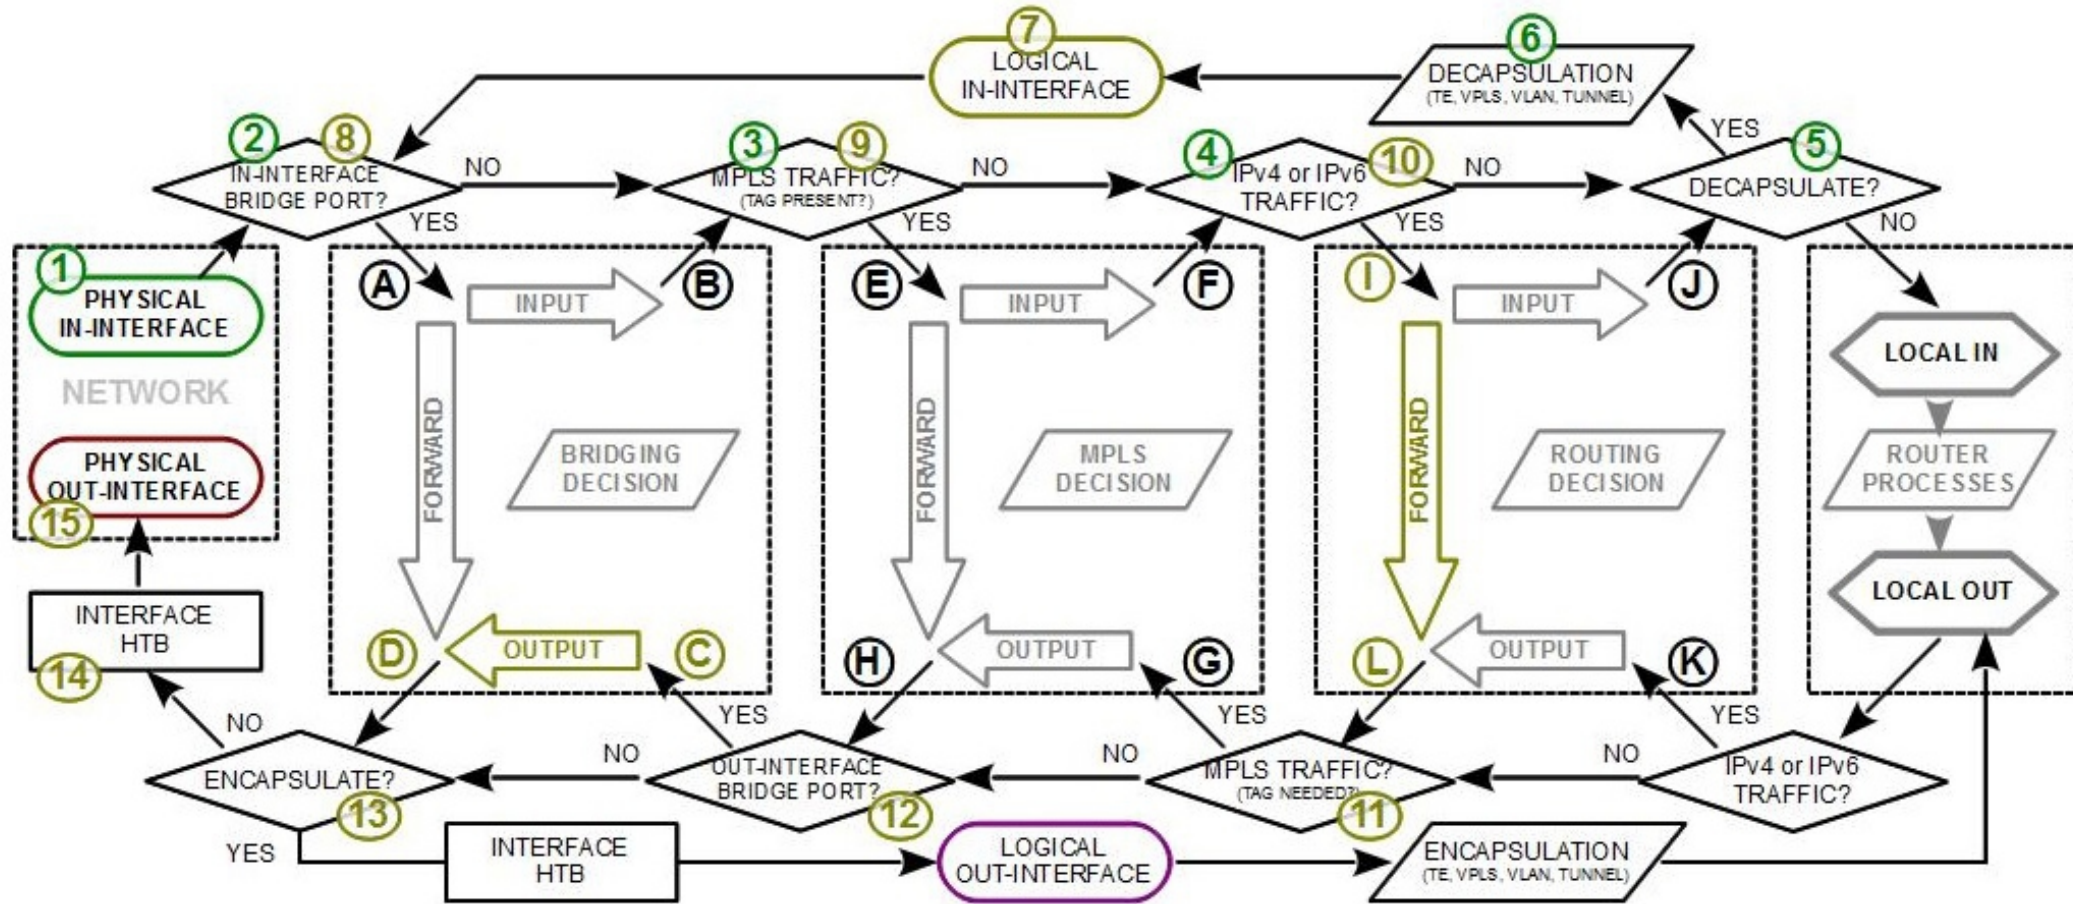 7
LOGICAL
IN-INTERFACE
6
DECAPSULATION
(TE, VPLS, VLAN, TUNNEL)
YES
2
8
IN-INTERFACE
BRIDGE PORT?
NO
YES
3
9
MPLS TRAFFIC?
(TAG PRESENT?)
NO
YES
4
10
IPv4 or IPv6
TRAFFIC?
NO
YES
5
DECAPSULATE?
NO
1
PHYSICAL
IN-INTERFACE
NETWORK
PHYSICAL
OUT-INTERFACE
15
A
INPUT
B
FORWARD
BRIDGING
DECISION
D
OUTPUT
C
E
INPUT
F
FORWARD
MPLS
DECISION
H
OUTPUT
G
I
INPUT
J
FORWARD
ROUTING
DECISION
L
OUTPUT
K
LOCAL IN
ROUTER
PROCESSES
LOCAL OUT
INTERFACE
HTB
14
NO
ENCAPSULATE?
13
YES
NO
YES
OUT-INTERFACE
BRIDGE PORT?
12
NO
YES
MPLS TRAFFIC?
(TAG NEEDED?)
11
NO
YES
IPv4 or IPv6
TRAFFIC?
INTERFACE
HTB
LOGICAL
OUT-INTERFACE
ENCAPSULATION
(TE, VPLS, VLAN, TUNNEL)